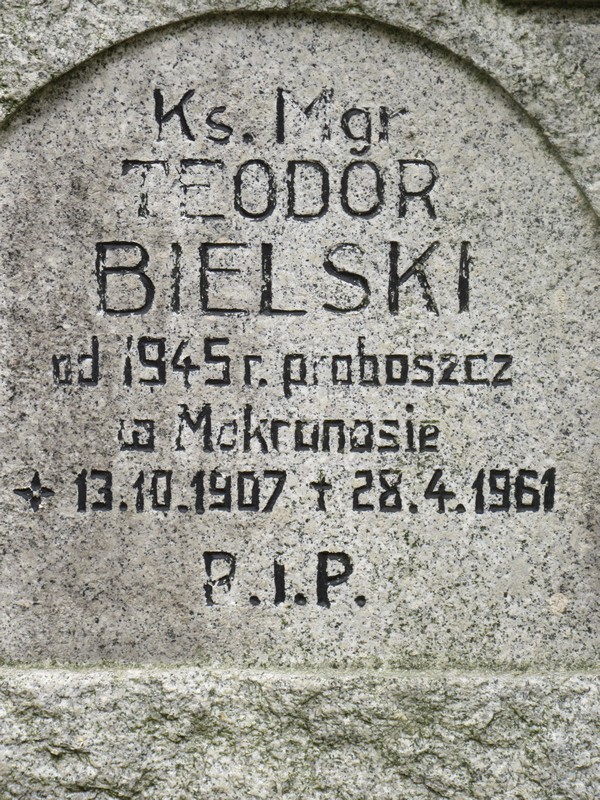 Ks. Mgr
TEODOR
BIELSKI
od 1945 r. proboszcz
w Mokronosie
✦ 13.10.1907 † 28.4.1961
R.I.P.